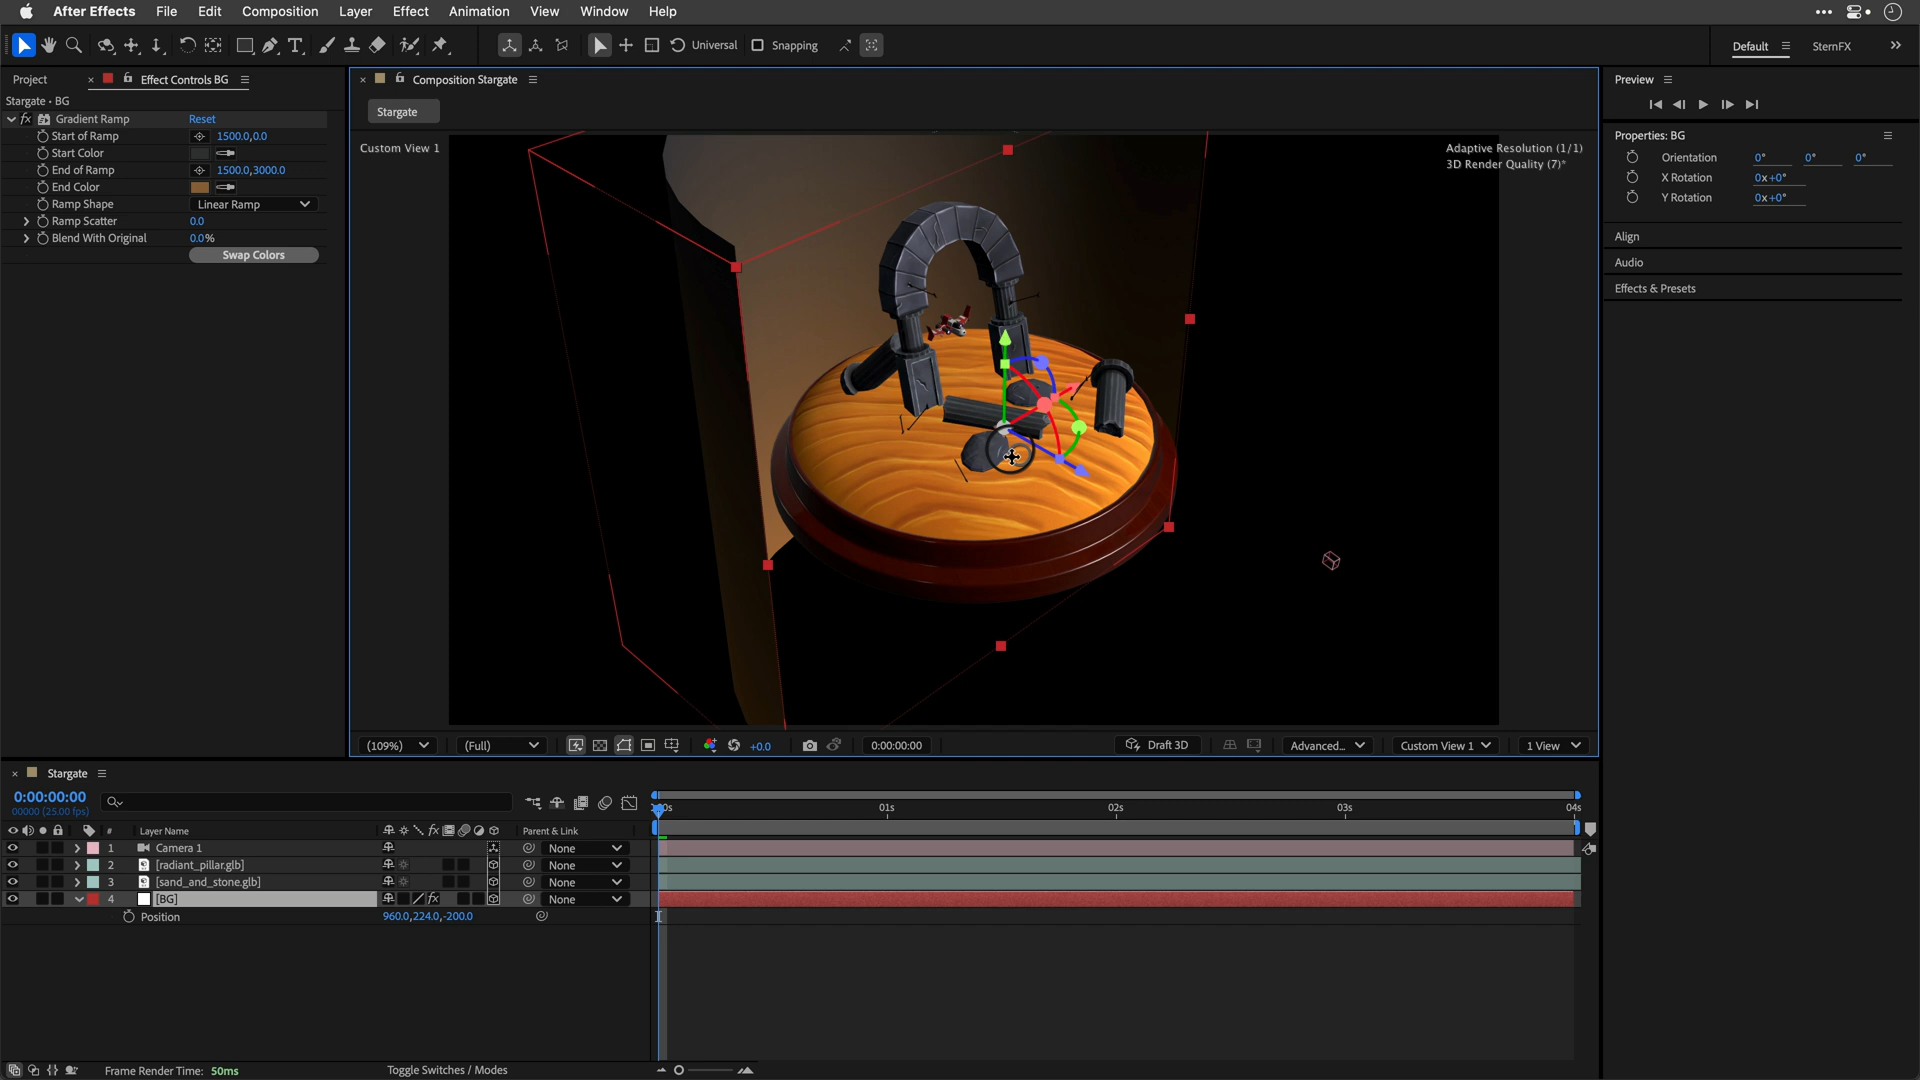 After Effects File Edit Composition Layer Effect Animation View Window Help
Universal Snapping Default SternFX
Project Effect Controls BG
Stargate • BG
Gradient Ramp Reset
Start of Ramp 1500.0,0.0
Start Color
End of Ramp 1500.0,3000.0
End Color
Ramp Shape Linear Ramp
Ramp Scatter 0.0
Blend With Original 0.0%
Swap Colors
Composition Stargate
Stargate
Custom View 1
Adaptive Resolution (1/1)
3D Render Quality (7)*
(109%) (Full) +0.0 0:00:00:00 Draft 3D Advanced... Custom View 1 1 View
Preview
Properties: BG
Orientation 0° 0° 0°
X Rotation 0x+0°
Y Rotation 0x+0°
Align
Audio
Effects & Presets
Stargate
0:00:00:00
00000 (25.00 fps)
01s 02s 03s 04s
# Layer Name Parent & Link
1 Camera 1 None
2 [radiant_pillar.glb] None
3 [sand_and_stone.glb] None
4 [BG] None
Position 960.0,224.0,-200.0
Frame Render Time: 50ms Toggle Switches / Modes